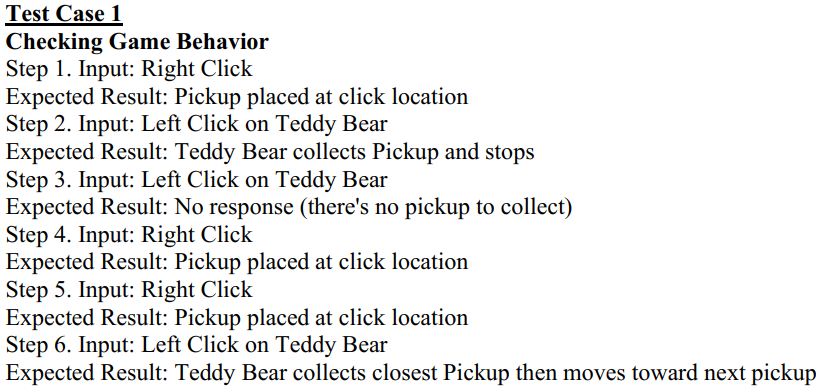 Test Case 1
Checking Game Behavior
Step 1. Input: Right Click
Expected Result: Pickup placed at click location
Step 2. Input: Left Click on Teddy Bear
Expected Result: Teddy Bear collects Pickup and stops
Step 3. Input: Left Click on Teddy Bear
Expected Result: No response (there's no pickup to collect)
Step 4. Input: Right Click
Expected Result: Pickup placed at click location
Step 5. Input: Right Click
Expected Result: Pickup placed at click location
Step 6. Input: Left Click on Teddy Bear
Expected Result: Teddy Bear collects closest Pickup then moves toward next pickup